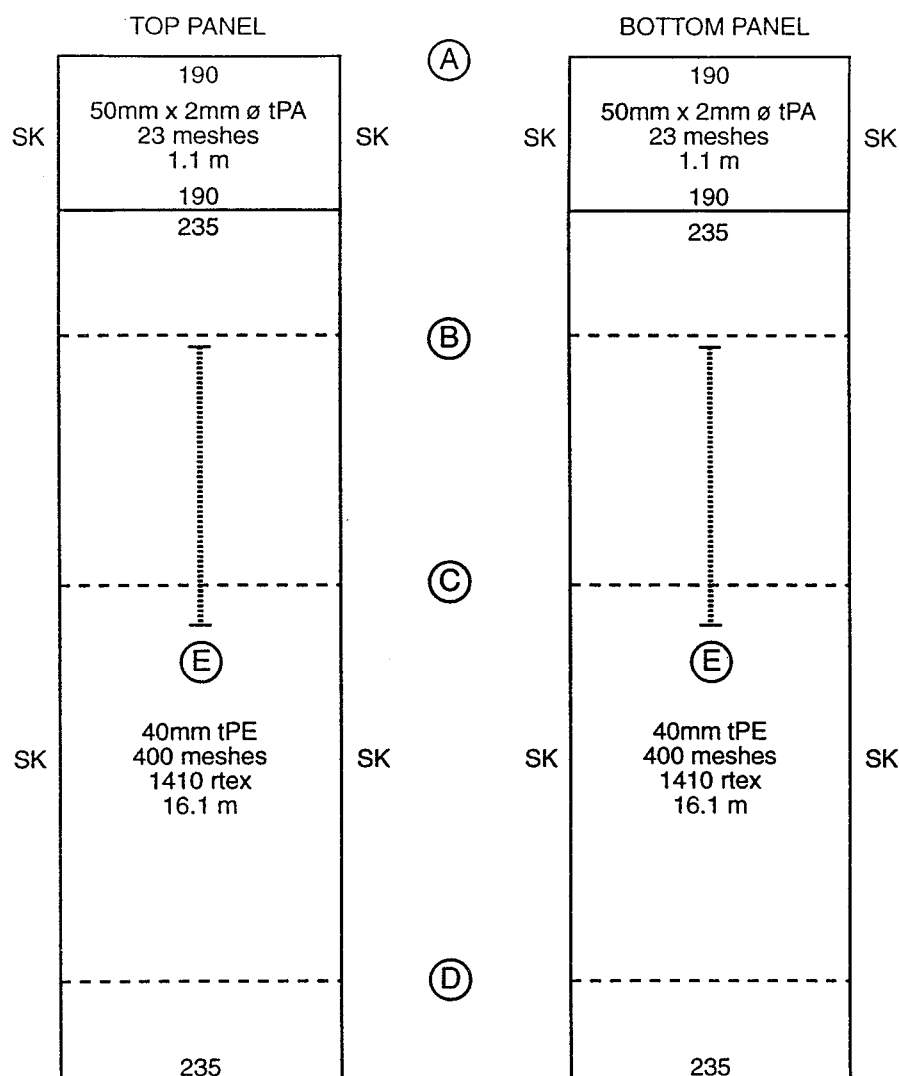 TOP PANEL
BOTTOM PANEL
A
190
50mm x 2mm ø tPA
23 meshes
1.1 m
190
SK
SK
235
190
50mm x 2mm ø tPA
23 meshes
1.1 m
190
SK
SK
235
B
C
E
E
40mm tPE
400 meshes
1410 rtex
16.1 m
SK
SK
40mm tPE
400 meshes
1410 rtex
16.1 m
SK
SK
D
235
235